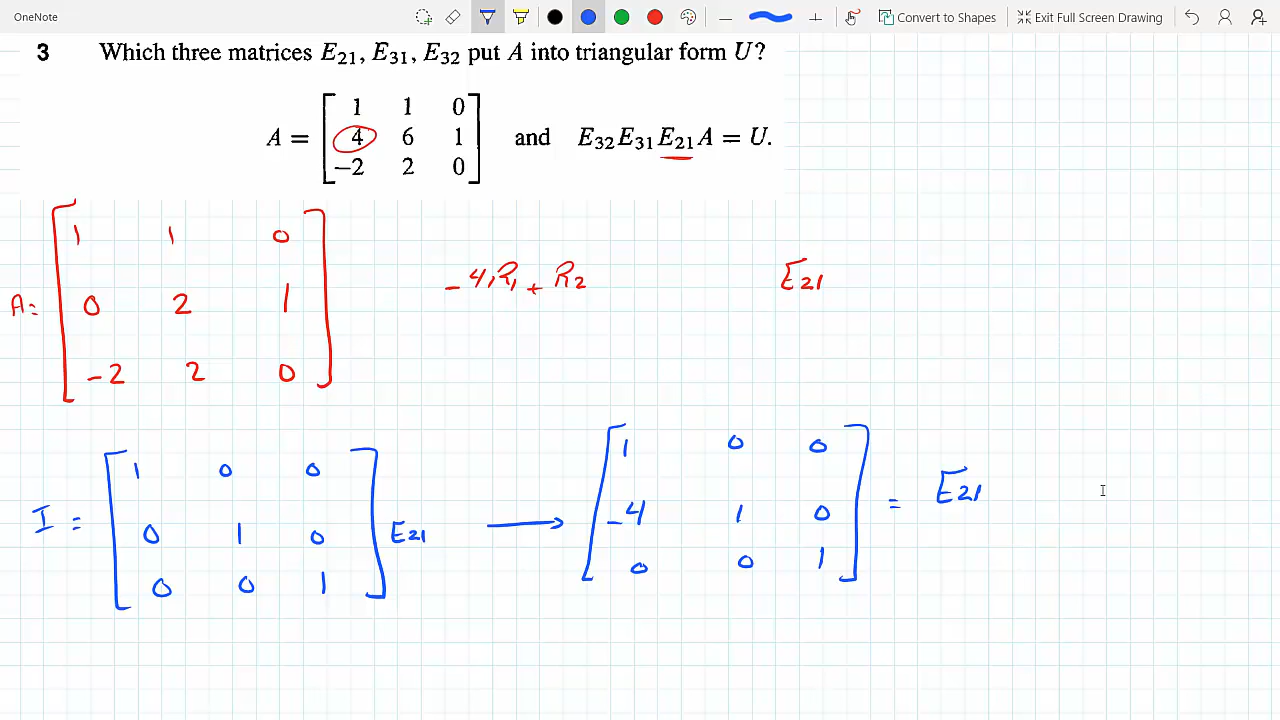 OneNote
Convert to Shapes
Exit Full Screen Drawing
3 Which three matrices E21, E31, E32 put A into triangular form U?
A = [ 1 1 0
4 6 1
−2 2 0 ] and E32E31E21A = U.
A = [ 1 1 0
0 2 1
-2 2 0 ]
-4R1 + R2
E21
I = [ 1 0 0
0 1 0
0 0 1 ] E21
→ [ 1 0 0
-4 1 0
0 0 1 ] = E21